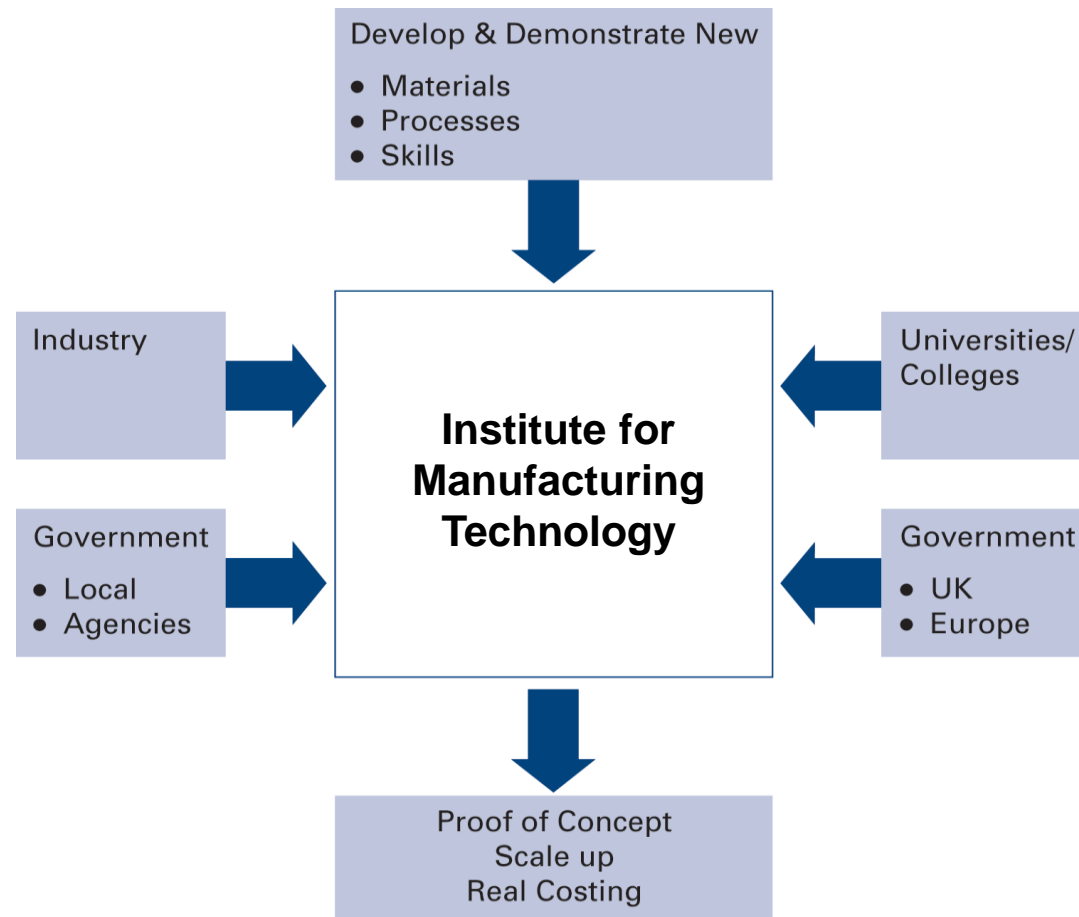 Develop & Demonstrate New
● Materials
● Processes
● Skills
Industry
Universities/
Colleges
Institute for
Manufacturing
Technology
Government
● Local
● Agencies
Government
● UK
● Europe
Proof of Concept
Scale up
Real Costing